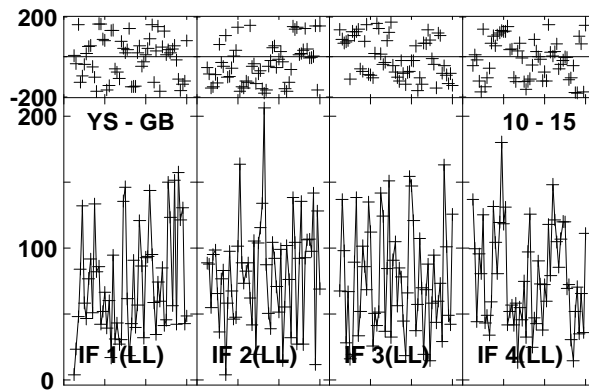 200
-200
200
YS - GB
10 - 15
100
IF 1(LL)
IF 2(LL)
IF 3(LL)
IF 4(LL)
0